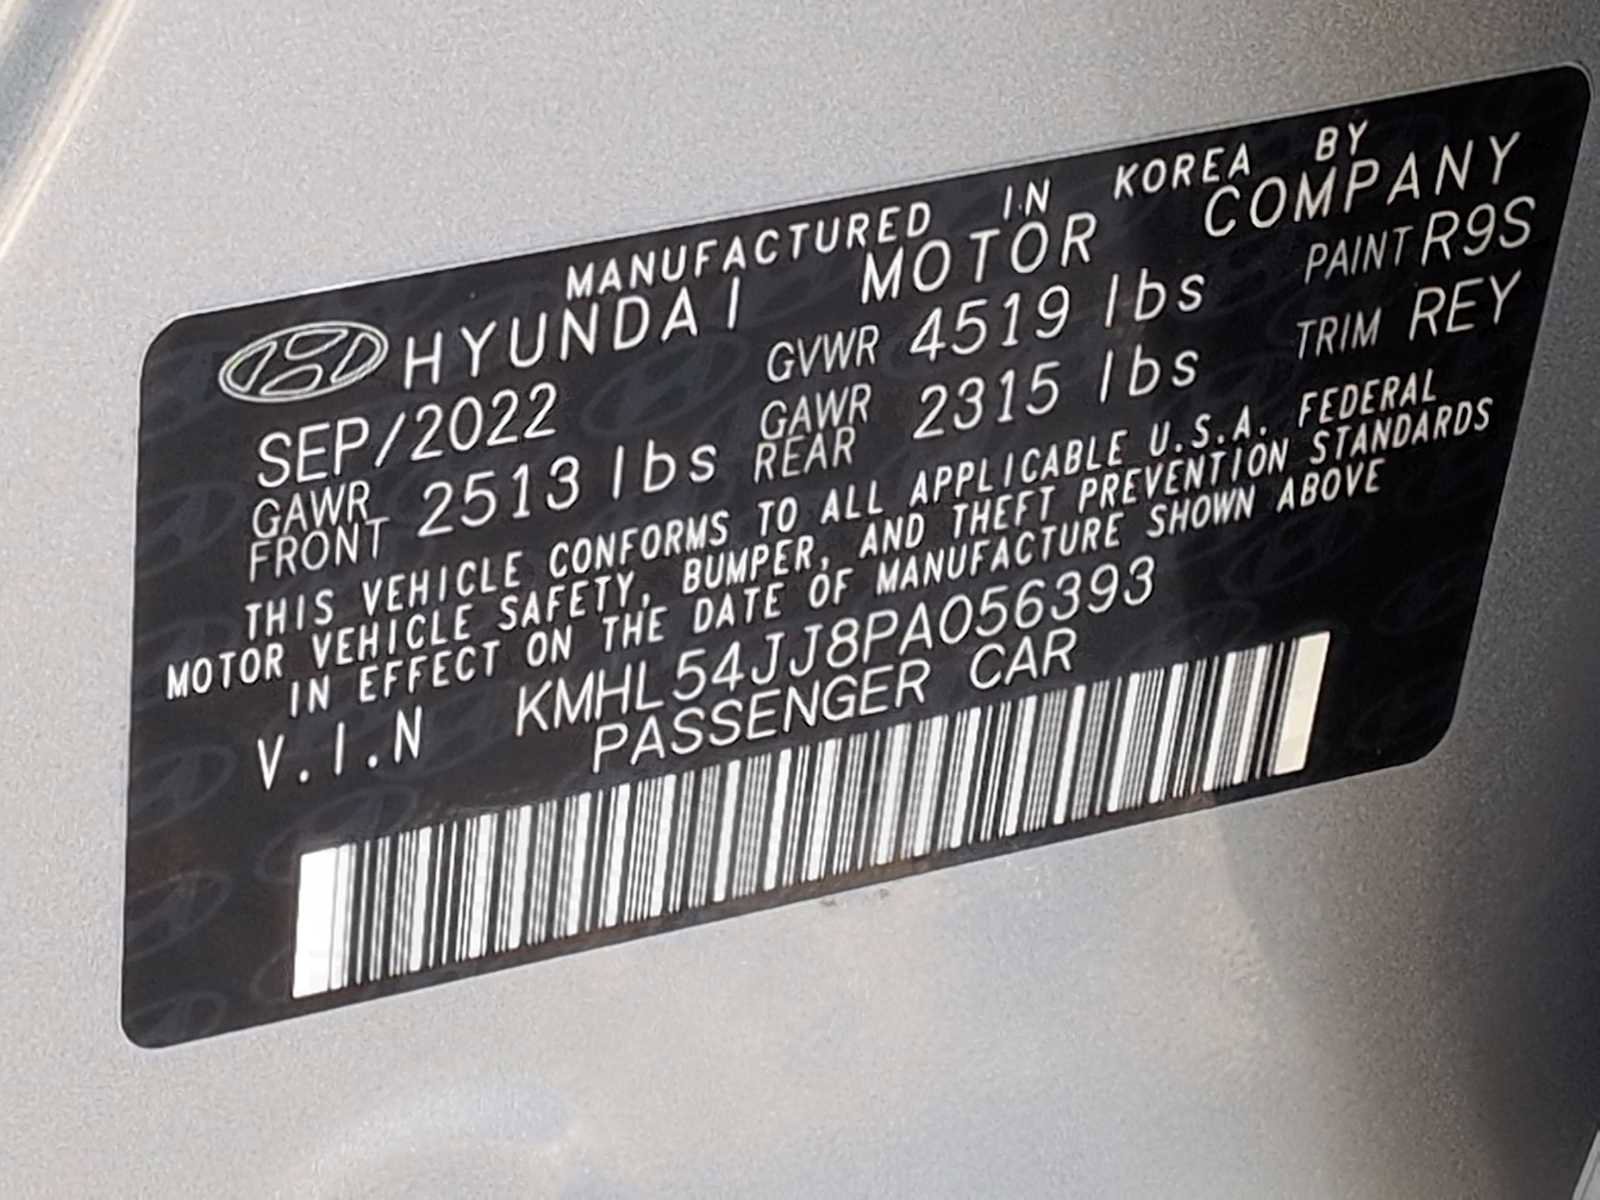 MANUFACTURED IN KOREA BY
HYUNDAI MOTOR COMPANY
SEP/2022 GVWR 4519 lbs PAINT R9S
GAWR FRONT 2513 lbs GAWR REAR 2315 lbs TRIM REY
THIS VEHICLE CONFORMS TO ALL APPLICABLE U.S.A. FEDERAL
MOTOR VEHICLE SAFETY, BUMPER, AND THEFT PREVENTION STANDARDS
IN EFFECT ON THE DATE OF MANUFACTURE SHOWN ABOVE
V.I.N KMHL54JJ8PA056393
PASSENGER CAR